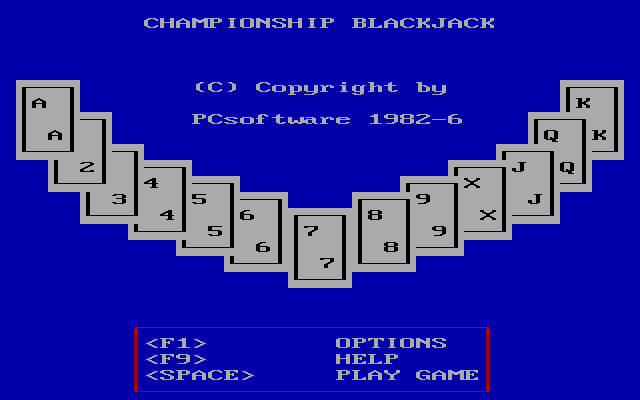 CHAMPIONSHIP BLACKJACK
(C) Copyright by
PCsoftware 1982-6
A
A
2
3
4
4
5
5
6
6
7
7
8
8
9
9
X
X
J
J
Q
Q
K
K
<F1> OPTIONS
<F9> HELP
<SPACE> PLAY GAME